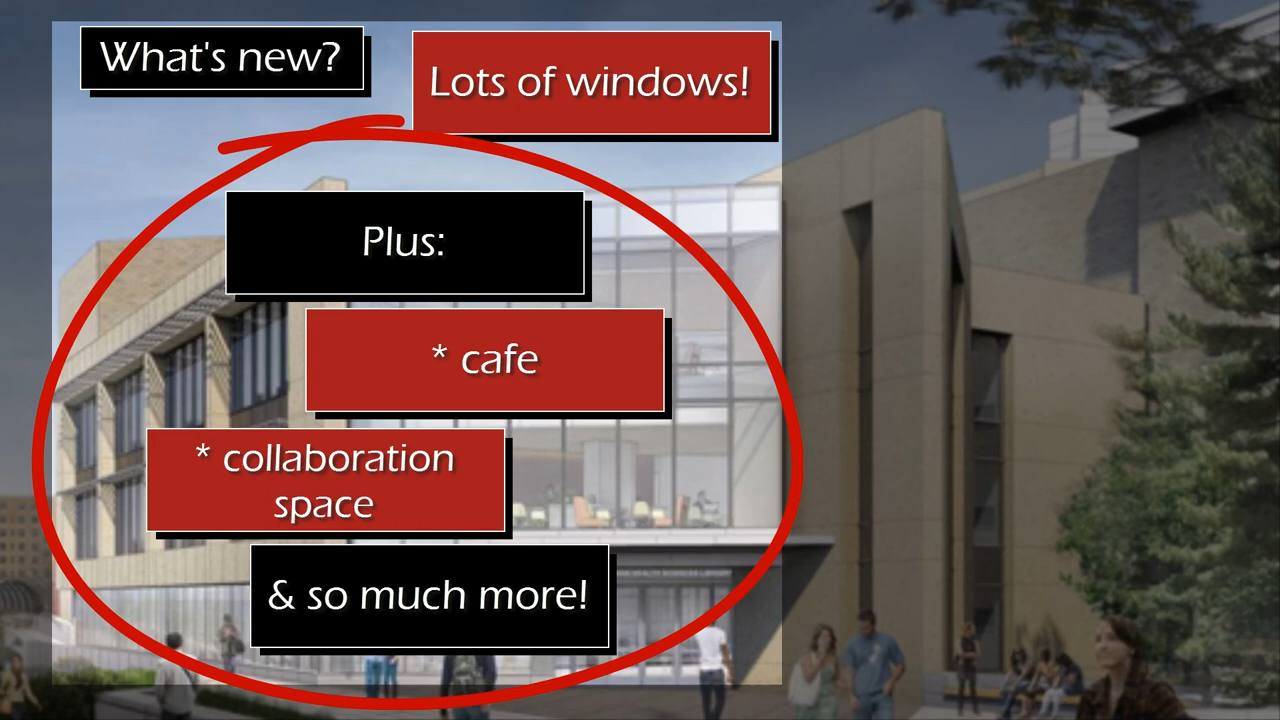 What's new?
Lots of windows!
Plus:
* cafe
* collaboration
space
& so much more!